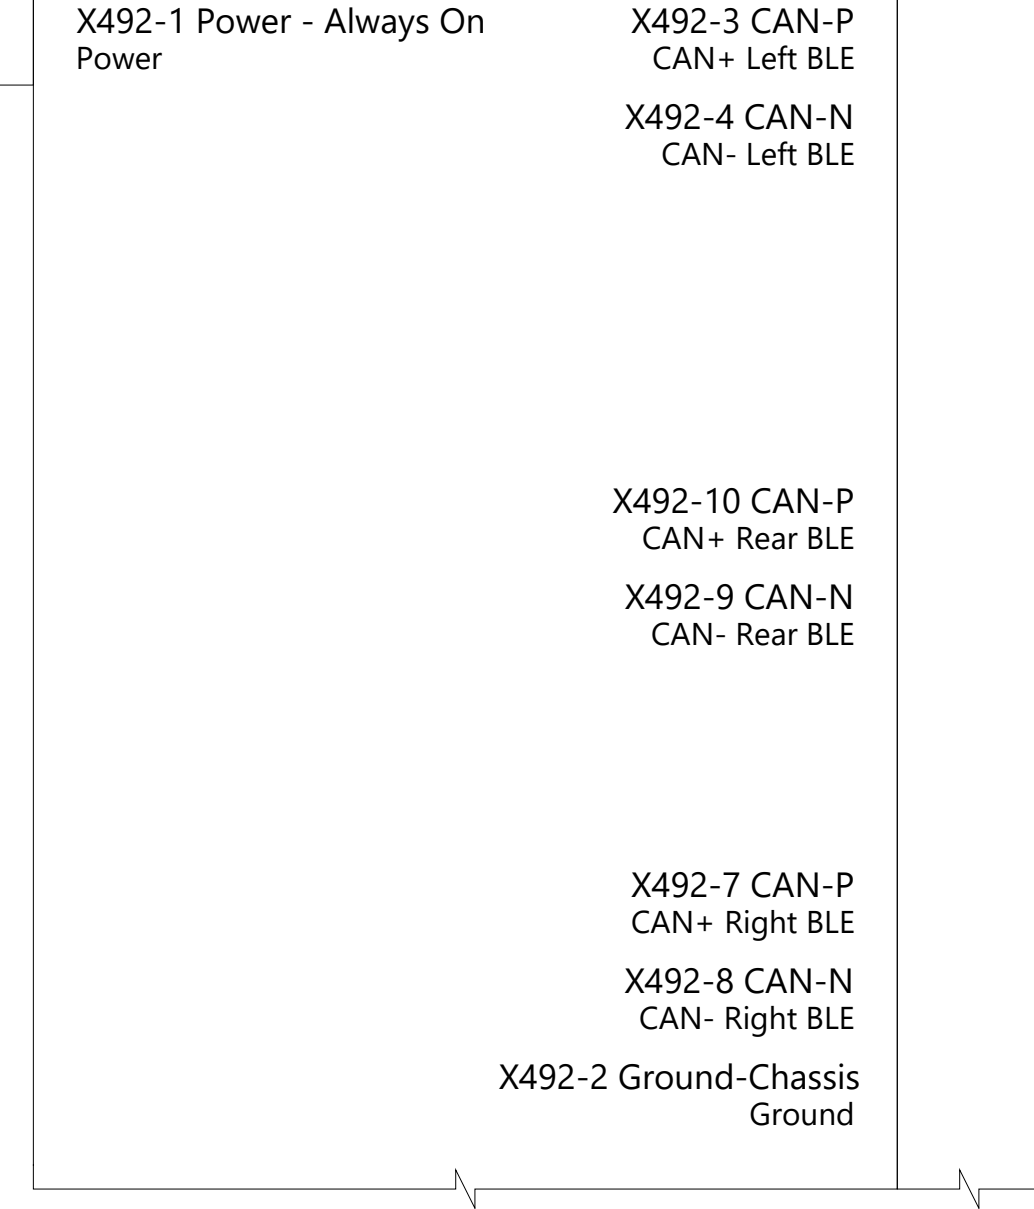 X492-1 Power - Always On
Power
X492-3 CAN-P
CAN+ Left BLE
X492-4 CAN-N
CAN- Left BLE
X492-10 CAN-P
CAN+ Rear BLE
X492-9 CAN-N
CAN- Rear BLE
X492-7 CAN-P
CAN+ Right BLE
X492-8 CAN-N
CAN- Right BLE
X492-2 Ground-Chassis
Ground